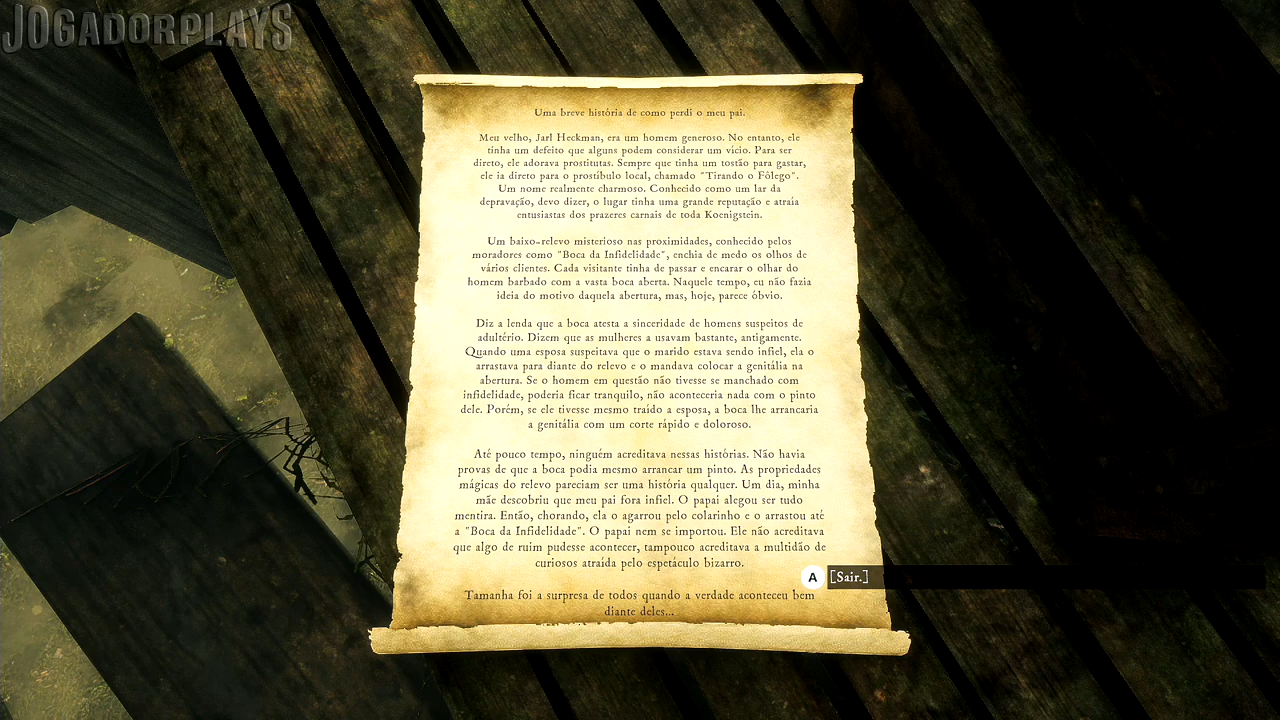 JOGADORPLAYS
Uma breve história de como perdi o meu pai.
Meu velho, Jarl Heckman, era um homem generoso. No entanto, ele
tinha um defeito que alguns podem considerar um vício. Para ser
direto, ele adorava prostitutas. Sempre que tinha um tostão para gastar,
ele ia direto para o prostíbulo local, chamado "Tirando o Fôlego".
Um nome realmente charmoso. Conhecido como um lar da
depravação, devo dizer, o lugar tinha uma grande reputação e atraía
entusiastas dos prazeres carnais de toda Koenigstein.
Um baixo-relevo misterioso nas proximidades, conhecido pelos
moradores como "Boca da Infidelidade", enchia de medo os olhos de
vários clientes. Cada visitante tinha de passar e encarar o olhar do
homem barbado com a vasta boca aberta. Naquele tempo, eu não fazia
ideia do motivo daquela abertura, mas, hoje, parece óbvio.
Diz a lenda que a boca atesta a sinceridade de homens suspeitos de
adultério. Dizem que as mulheres a usavam bastante, antigamente.
Quando uma esposa suspeitava que o marido estava sendo infiel, ela o
arrastava para diante do relevo e o mandava colocar a genitália na
abertura. Se o homem em questão não tivesse se manchado com
infidelidade, poderia ficar tranquilo, não aconteceria nada com o pinto
dele. Porém, se ele tivesse mesmo traído a esposa, a boca lhe arrancaria
a genitália com um corte rápido e doloroso.
Até pouco tempo, ninguém acreditava nessas histórias. Não havia
provas de que a boca podia mesmo arrancar um pinto. As propriedades
mágicas do relevo pareciam ser uma história qualquer. Um dia, minha
mãe descobriu que meu pai fora infiel. O papai alegou ser tudo
mentira. Então, chorando, ela o agarrou pelo colarinho e o arrastou até
a "Boca da Infidelidade". O papai nem se importou. Ele não acreditava
que algo de ruim pudesse acontecer, tampouco acreditava a multidão de
curiosos atraída pelo espetáculo bizarro.
A [Sair.]
Tamanha foi a surpresa de todos quando a verdade aconteceu bem
diante deles...